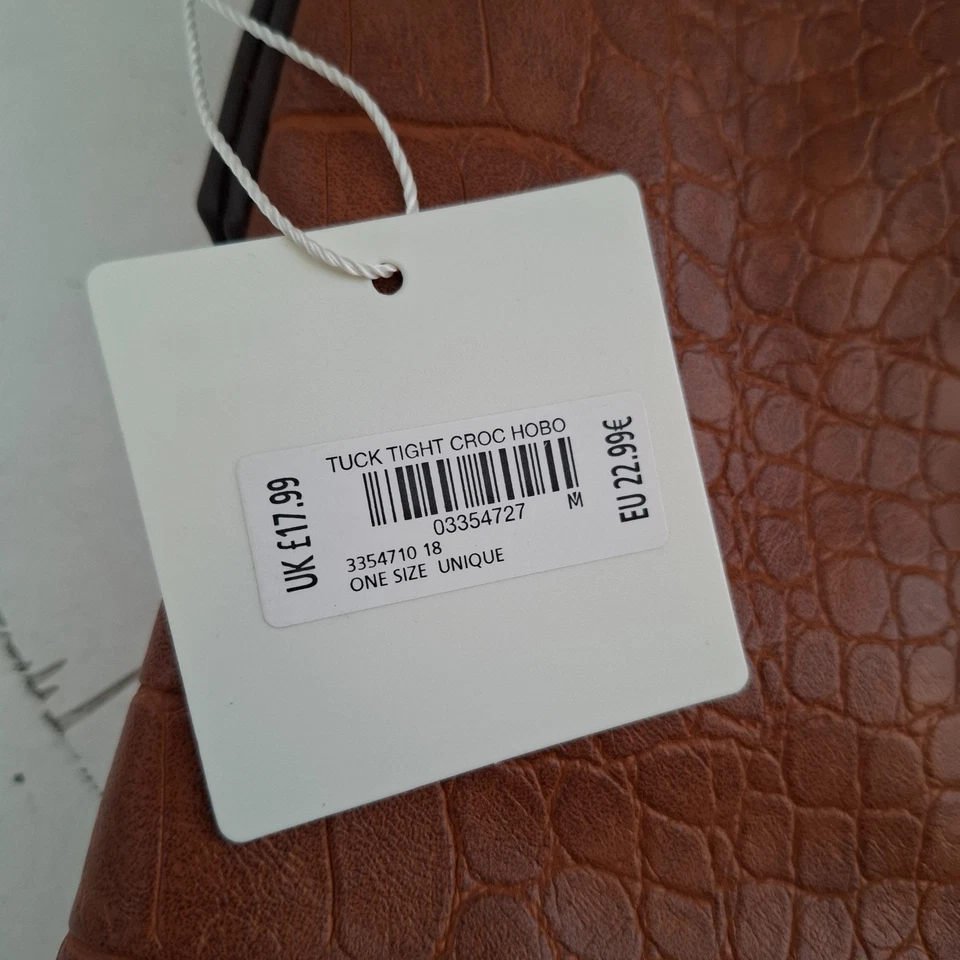 TUCK TIGHT CROC HOBO
UK £17.99
EU 22.99€
03354727
M
3354710 18
ONE SIZE UNIQUE